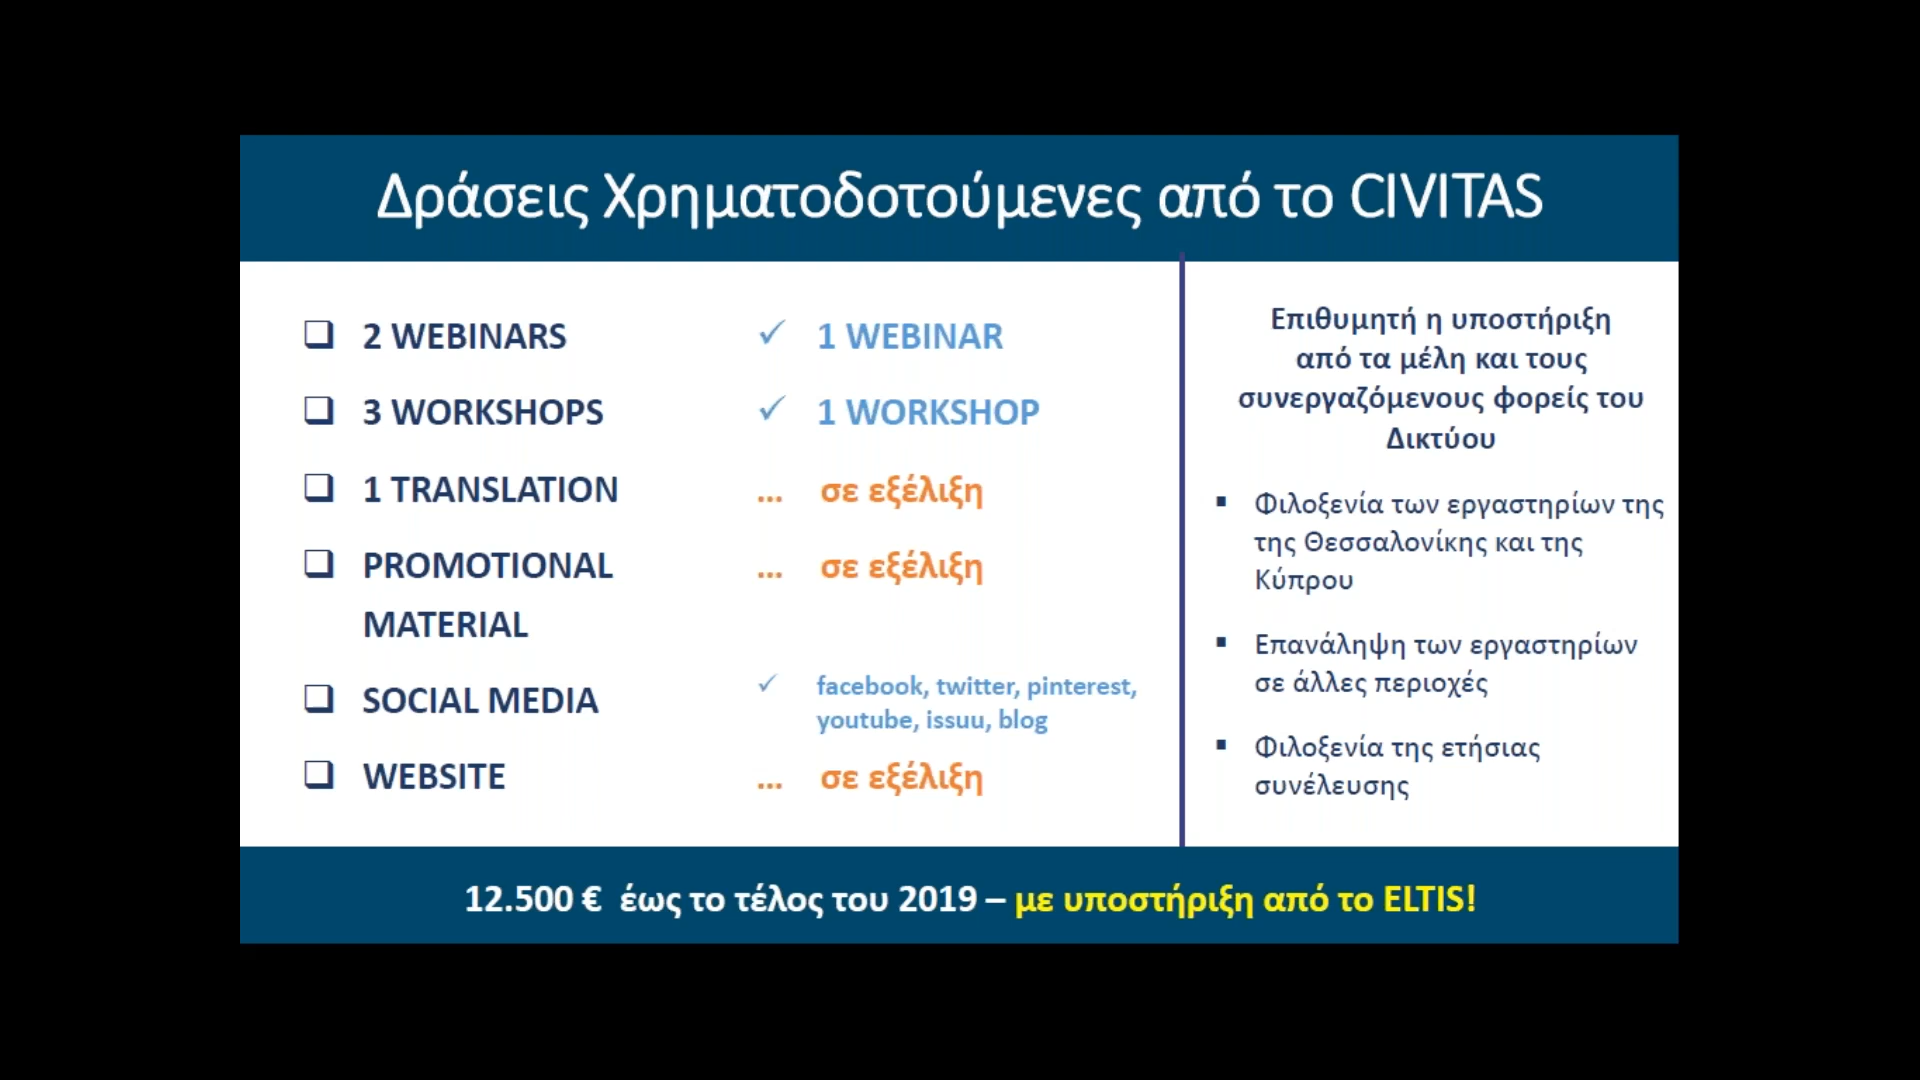 Δράσεις Χρηματοδοτούμενες από το CIVITAS
❑ 2 WEBINARS
❑ 3 WORKSHOPS
❑ 1 TRANSLATION
❑ PROMOTIONAL
MATERIAL
❑ SOCIAL MEDIA
❑ WEBSITE
✓ 1 WEBINAR
✓ 1 WORKSHOP
... σε εξέλιξη
... σε εξέλιξη
✓ facebook, twitter, pinterest,
youtube, issuu, blog
... σε εξέλιξη
Επιθυμητή η υποστήριξη
από τα μέλη και τους
συνεργαζόμενους φορείς του
Δικτύου
▪ Φιλοξενία των εργαστηρίων της
της Θεσσαλονίκης και της
Κύπρου
▪ Επανάληψη των εργαστηρίων
σε άλλες περιοχές
▪ Φιλοξενία της ετήσιας
συνέλευσης
12.500 € έως το τέλος του 2019 – με υποστήριξη από το ELTIS!